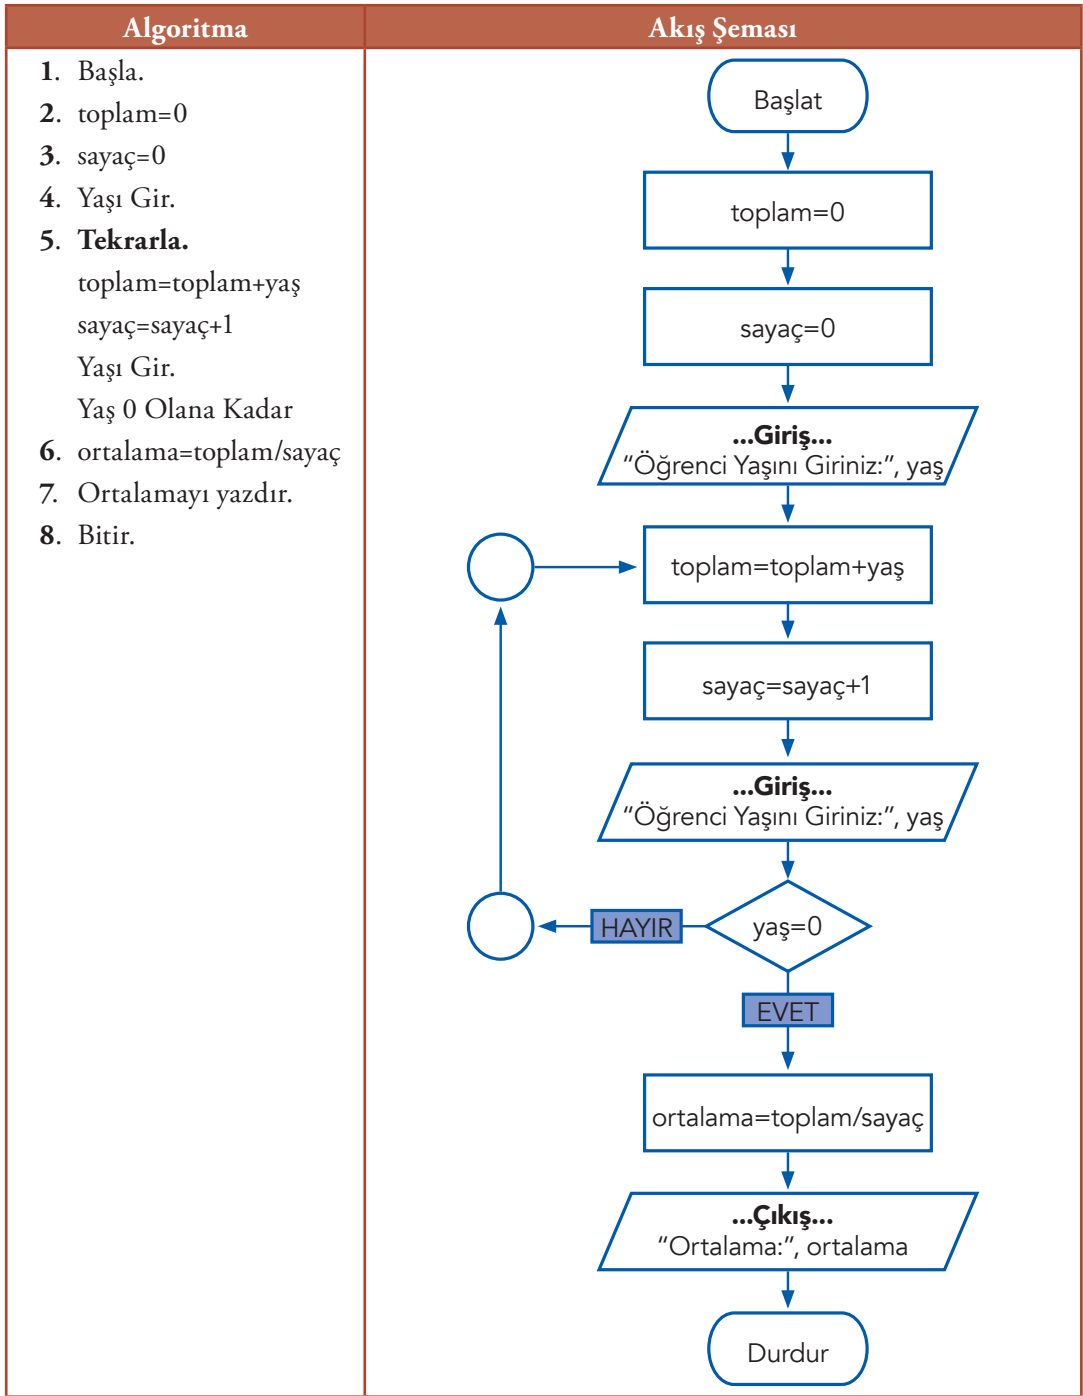 Algoritma
1. Başla.
2. toplam=0
3. sayaç=0
4. Yaşı Gir.
5. Tekrarla.
toplam=toplam+yaş
sayaç=sayaç+1
Yaşı Gir.
Yaş 0 Olana Kadar
6. ortalama=toplam/sayaç
7. Ortalamayı yazdır.
8. Bitir.
Akış Şeması
Başlat
toplam=0
sayaç=0
...Giriş...
“Öğrenci Yaşını Giriniz:”, yaş
toplam=toplam+yaş
sayaç=sayaç+1
...Giriş...
“Öğrenci Yaşını Giriniz:”, yaş
yaş=0
HAYIR
EVET
ortalama=toplam/sayaç
...Çıkış...
“Ortalama:”, ortalama
Durdur